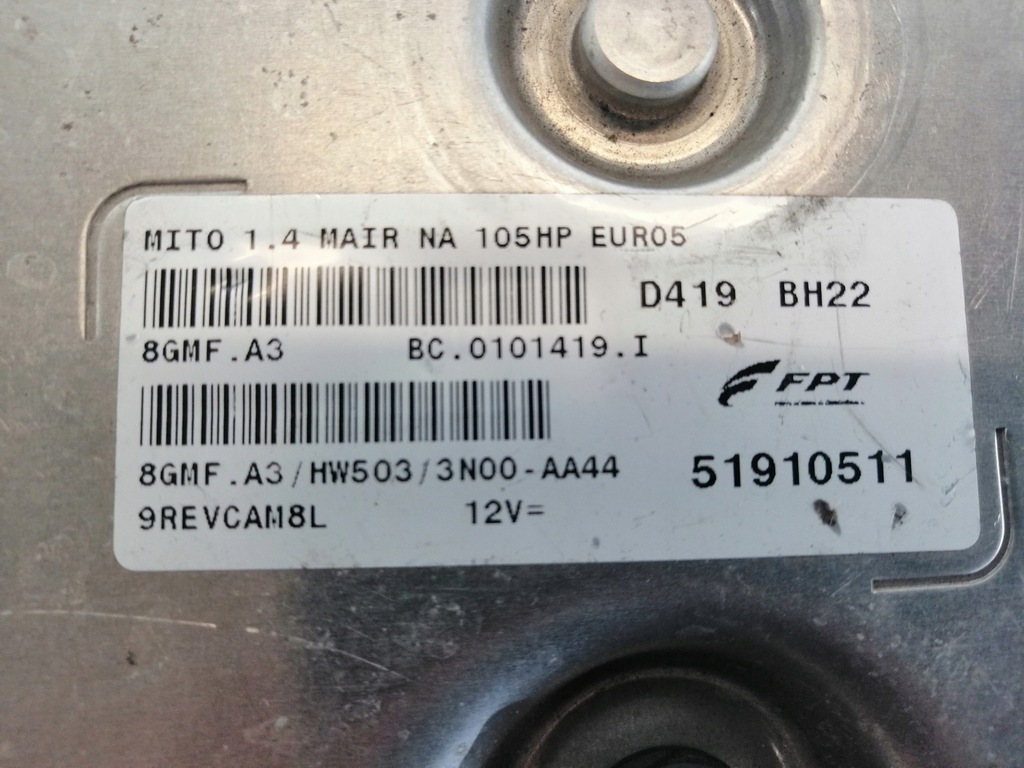 MITO 1.4 MAIR NA 105HP EURO5
D419 BH22
8GMF.A3 BC.0101419.I
FPT
8GMF.A3/HW503/3N00-AA44
51910511
9REVCAM8L 12V=